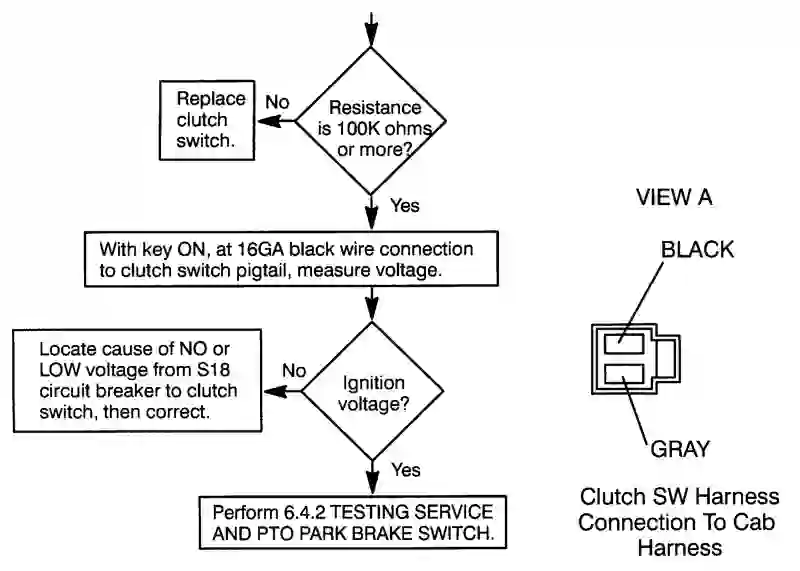 Replace
clutch
switch.
No
Resistance
is 100K ohms
or more?
Yes
With key ON, at 16GA black wire connection
to clutch switch pigtail, measure voltage.
Locate cause of NO or
LOW voltage from S18
circuit breaker to clutch
switch, then correct.
No
Ignition
voltage?
Yes
Perform 6.4.2 TESTING SERVICE
AND PTO PARK BRAKE SWITCH.
VIEW A
BLACK
GRAY
Clutch SW Harness
Connection To Cab
Harness